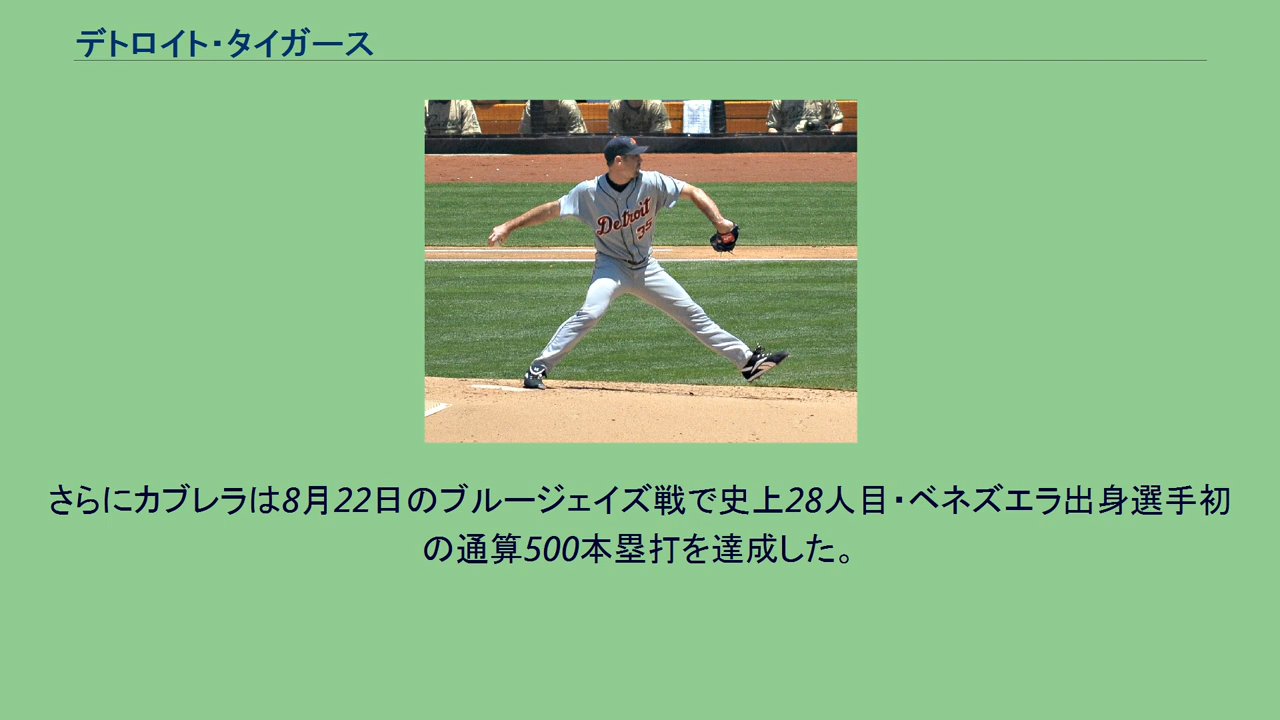 デトロイト・タイガース
Detroit
35
さらにカブレラは8月22日のブルージェイズ戦で史上28人目・ベネズエラ出身選手初
の通算500本塁打を達成した。